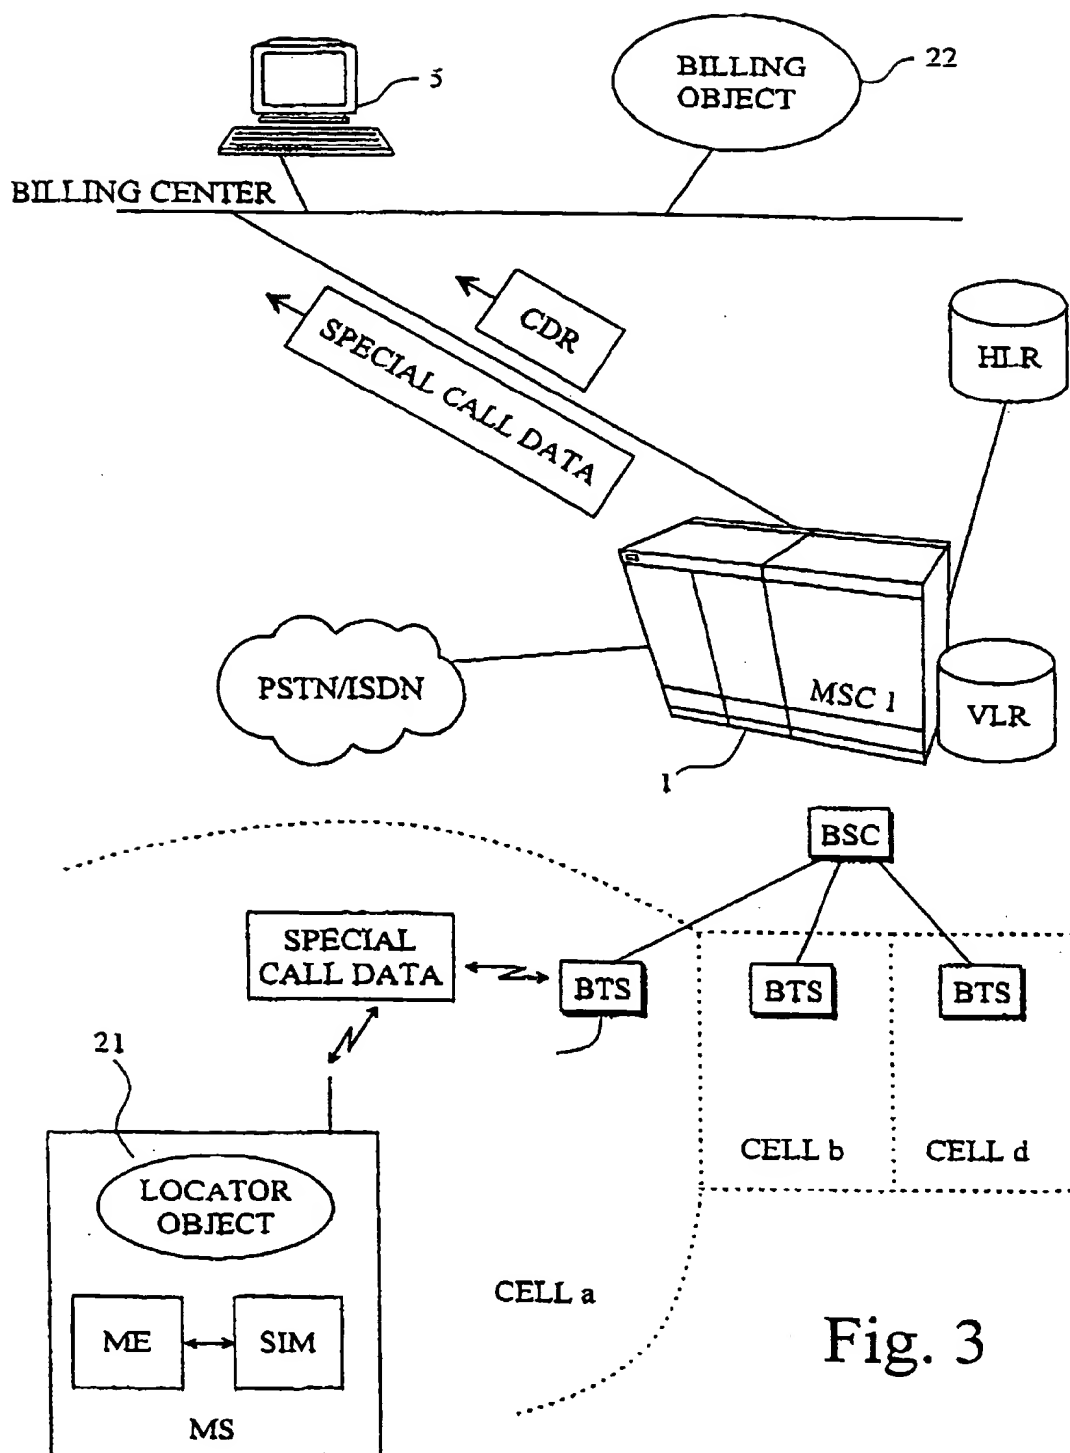 5
BILLING
OBJECT
22
BILLING CENTER
CDR
SPECIAL CALL DATA
HLR
PSTN/ISDN
MSC 1
VLR
1
BSC
SPECIAL
CALL DATA
BTS
BTS
BTS
21
LOCATOR
OBJECT
CELL b
CELL d
CELL a
ME
SIM
MS
Fig. 3